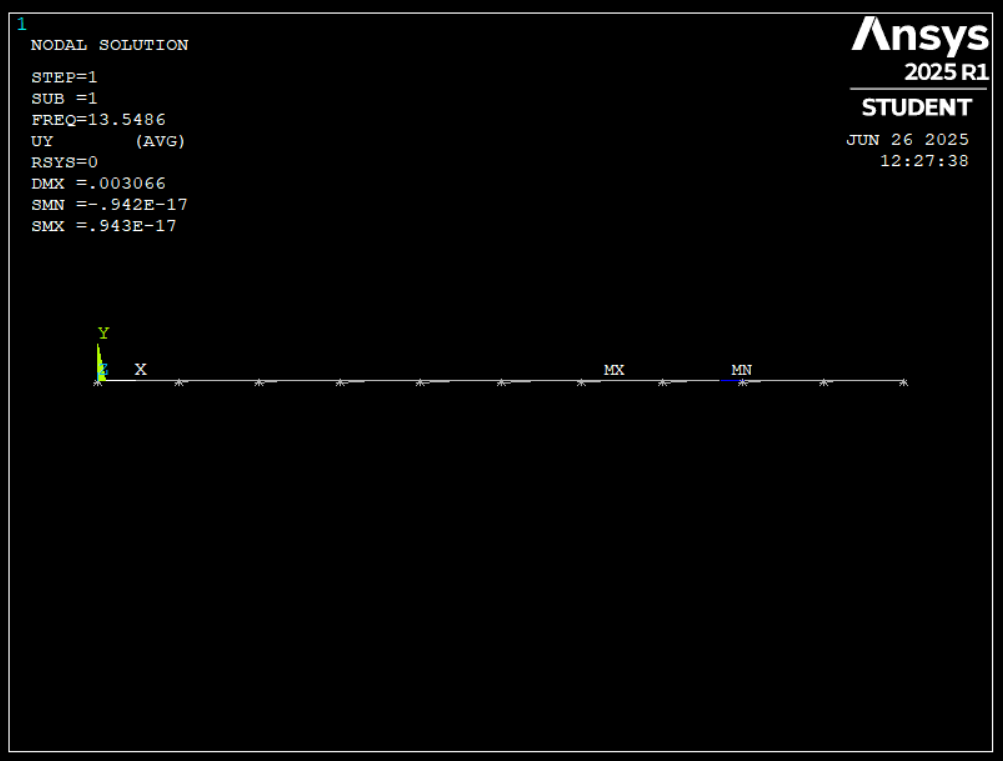 1
NODAL SOLUTION
STEP=1
SUB =1
FREQ=13.5486
UY (AVG)
RSYS=0
DMX =.003066
SMN =-.942E-17
SMX =.943E-17
Ansys
2025 R1
STUDENT
JUN 26 2025
12:27:38
Y
Z X MX MN